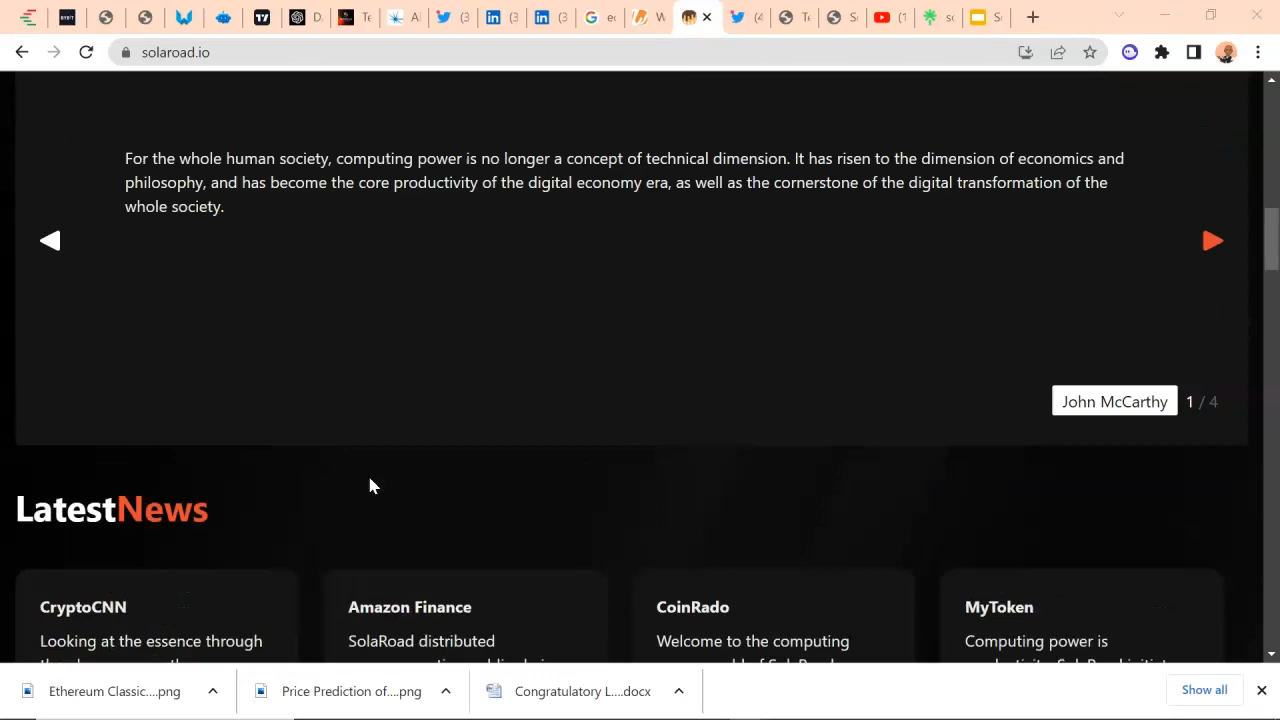 solaroad.io
For the whole human society, computing power is no longer a concept of technical dimension. It has risen to the dimension of economics and
philosophy, and has become the core productivity of the digital economy era, as well as the cornerstone of the digital transformation of the
whole society.
John McCarthy 1 / 4
LatestNews
CryptoCNN
Looking at the essence through
Amazon Finance
SolaRoad distributed
CoinRado
Welcome to the computing
MyToken
Computing power is
Ethereum Classic....png
Price Prediction of....png
Congratulatory L....docx
Show all